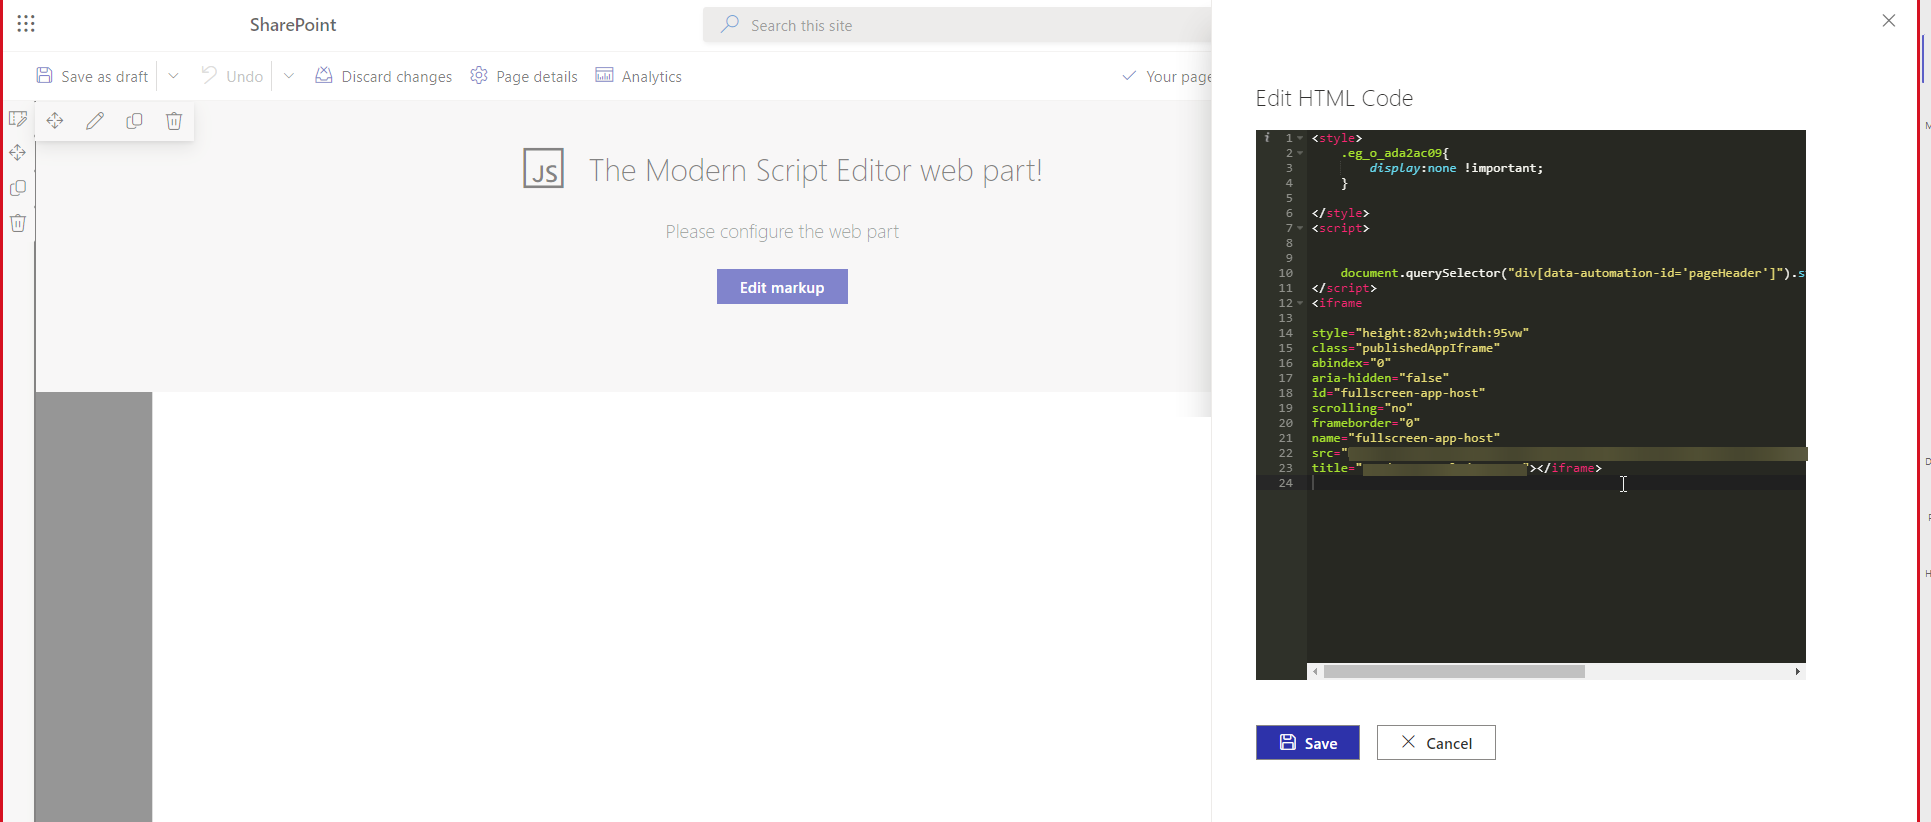 SharePoint
Search this site
Save as draft
Undo
Discard changes
Page details
Analytics
Your page
JS
The Modern Script Editor web part!
Please configure the web part
Edit markup
Edit HTML Code
i
1 <style>
2 .eg_o_ada2ac09{
3 display:none !important;
4 }
5
6 </style>
7 <script>
8
9
10 document.querySelector("div[data-automation-id='pageHeader']").s
11 </script>
12 <iframe
13
14 style="height:82vh;width:95vw"
15 class="publishedAppIframe"
16 abindex="0"
17 aria-hidden="false"
18 id="fullscreen-app-host"
19 scrolling="no"
20 frameborder="0"
21 name="fullscreen-app-host"
22 src="
23 title=" "></iframe>
24
Save
Cancel